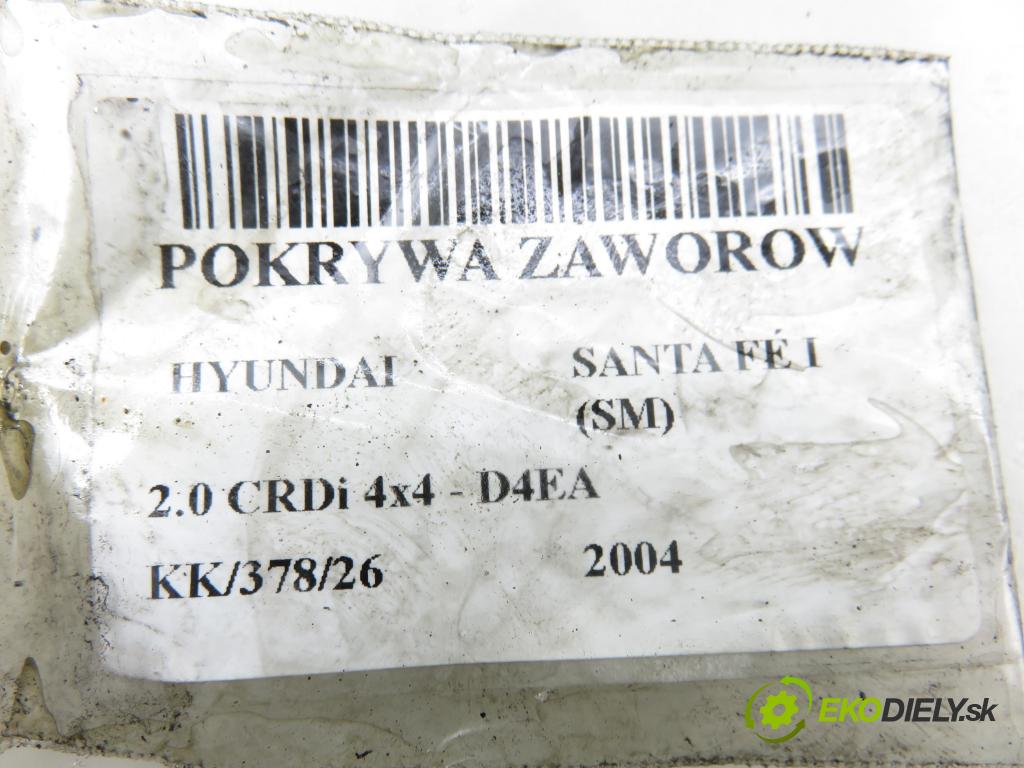 POKRYWA ZAWOROW
HYUNDAI
SANTA FÉ I
(SM)
2.0 CRDi 4x4 - D4EA
KK/378/26
2004
EKODIELY.sk